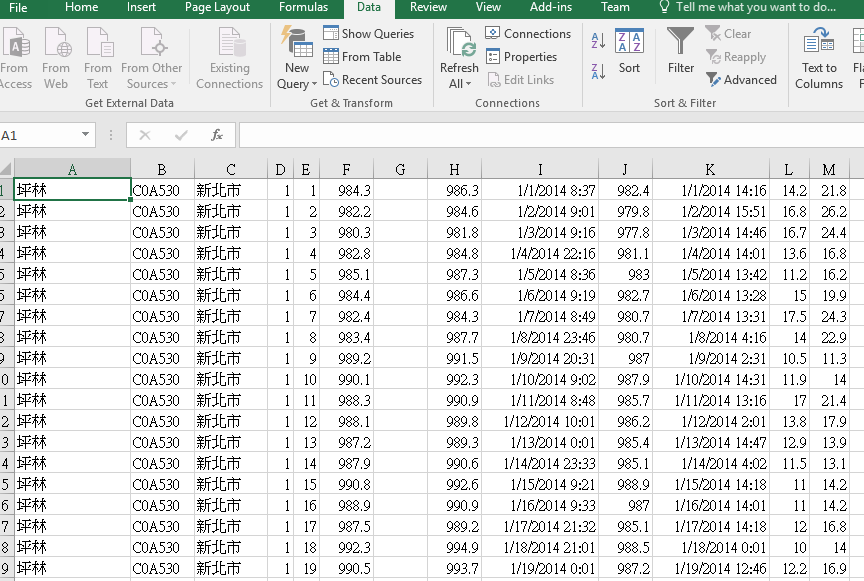 File Home Insert Page Layout Formulas Data Review View Add-ins Team Tell me what you want to do...
From Access From Web From Text From Other Sources Existing Connections New Query Show Queries From Table Recent Sources Refresh All Connections Properties Edit Links Sort Filter Clear Reapply Advanced Text to Columns
Get External Data Get & Transform Connections Sort & Filter
A1 fx
A B C D E F G H I J K L M
1 坪林 C0A530 新北市 1 1 984.3 986.3 1/1/2014 8:37 982.4 1/1/2014 14:16 14.2 21.8
2 坪林 C0A530 新北市 1 2 982.2 984.6 1/2/2014 9:01 979.8 1/2/2014 15:51 16.8 26.2
3 坪林 C0A530 新北市 1 3 980.3 981.8 1/3/2014 9:16 977.8 1/3/2014 14:46 16.7 24.4
4 坪林 C0A530 新北市 1 4 982.8 984.8 1/4/2014 22:16 981.1 1/4/2014 14:01 13.6 16.8
5 坪林 C0A530 新北市 1 5 985.1 987.3 1/5/2014 8:36 983 1/5/2014 13:42 11.2 16.2
6 坪林 C0A530 新北市 1 6 984.4 986.6 1/6/2014 9:19 982.7 1/6/2014 13:28 15 19.9
7 坪林 C0A530 新北市 1 7 982.4 984.3 1/7/2014 8:49 980.7 1/7/2014 13:31 17.5 24.3
8 坪林 C0A530 新北市 1 8 983.4 987.7 1/8/2014 23:46 980.7 1/8/2014 4:16 14 22.9
9 坪林 C0A530 新北市 1 9 989.2 991.5 1/9/2014 20:31 987 1/9/2014 2:31 10.5 11.3
0 坪林 C0A530 新北市 1 10 990.1 992.3 1/10/2014 9:02 987.9 1/10/2014 14:31 11.9 14
1 坪林 C0A530 新北市 1 11 988.3 990.9 1/11/2014 8:48 985.7 1/11/2014 13:16 17 21.4
2 坪林 C0A530 新北市 1 12 988.1 989.8 1/12/2014 10:01 986.2 1/12/2014 2:01 13.8 17.9
3 坪林 C0A530 新北市 1 13 987.2 989.3 1/13/2014 0:01 985.4 1/13/2014 14:47 12.9 13.9
4 坪林 C0A530 新北市 1 14 987.9 990.6 1/14/2014 23:33 985.1 1/14/2014 4:02 11.5 13.1
5 坪林 C0A530 新北市 1 15 990.8 992.6 1/15/2014 9:21 988.9 1/15/2014 14:18 11 14.2
6 坪林 C0A530 新北市 1 16 988.9 990.9 1/16/2014 9:33 987 1/16/2014 14:01 11 14.2
7 坪林 C0A530 新北市 1 17 987.5 989.2 1/17/2014 21:32 985.1 1/17/2014 14:18 12 16.8
8 坪林 C0A530 新北市 1 18 992.3 994.9 1/18/2014 21:01 988.5 1/18/2014 0:01 10 14
9 坪林 C0A530 新北市 1 19 990.5 993.7 1/19/2014 0:01 987.2 1/19/2014 12:46 12.2 16.9